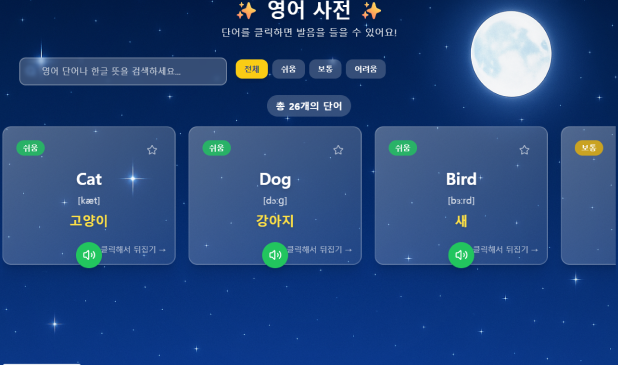 ✨ 영어 사전 ✨
단어를 클릭하면 발음을 들을 수 있어요!
영어 단어나 한글 뜻을 검색하세요...
전체 쉬움 보통 어려움
총 26개의 단어
쉬움
Cat
[kæt]
고양이
클릭해서 뒤집기 →
쉬움
Dog
[dɔːg]
강아지
클릭해서 뒤집기 →
쉬움
Bird
[bɜːrd]
새
클릭해서 뒤집기 →
보통